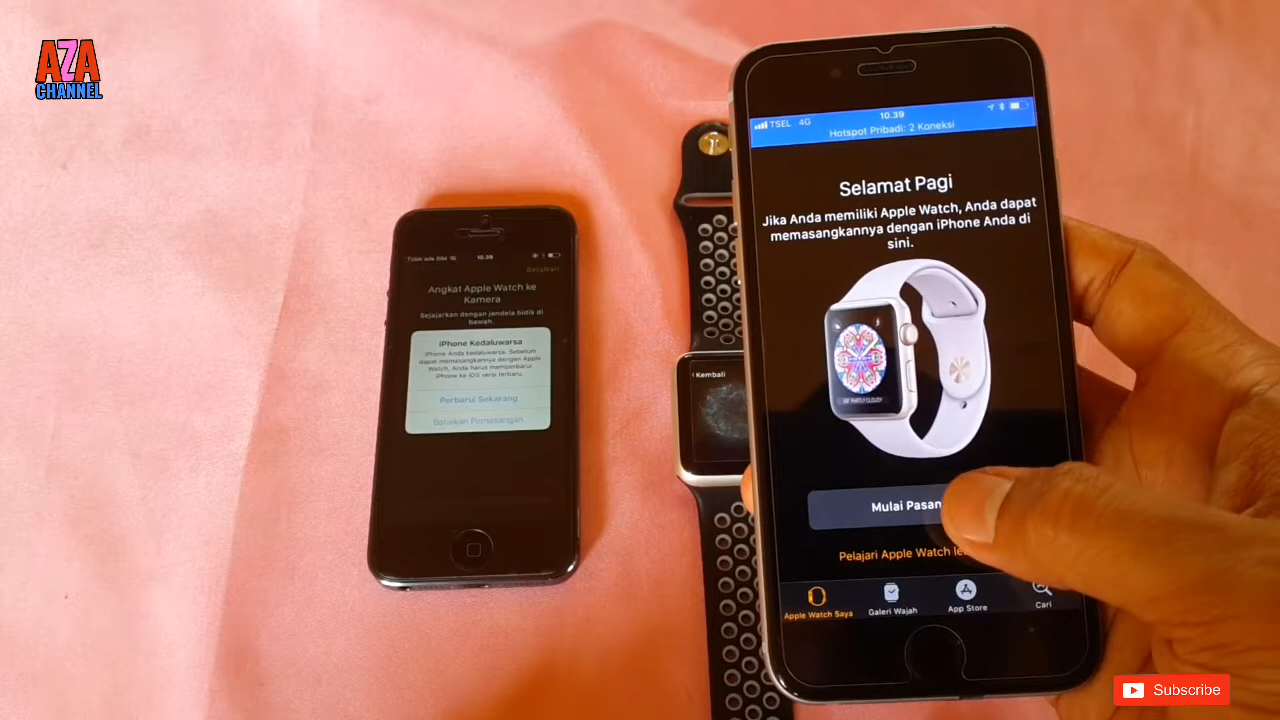 AZA
CHANNEL
Tidak ada SIM
10.39
Batalkan
Angkat Apple Watch ke
Kamera
Sejajarkan dengan jendela bidik di
bawah.
iPhone Kedaluwarsa
iPhone Anda kedaluwarsa. Sebelum
dapat memasangkannya dengan Apple
Watch, Anda harus memperbarui
iPhone ke iOS versi terbaru.
Perbarui Sekarang
Batalkan Pemasangan
Kembali
TSEL 4G
10.39
Hotspot Pribadi: 2 Koneksi
Selamat Pagi
Jika Anda memiliki Apple Watch, Anda dapat
memasangkannya dengan iPhone Anda di
sini.
Mulai Pasan
Pelajari Apple Watch le
Apple Watch Saya
Galeri Wajah
App Store
Cari
Subscribe